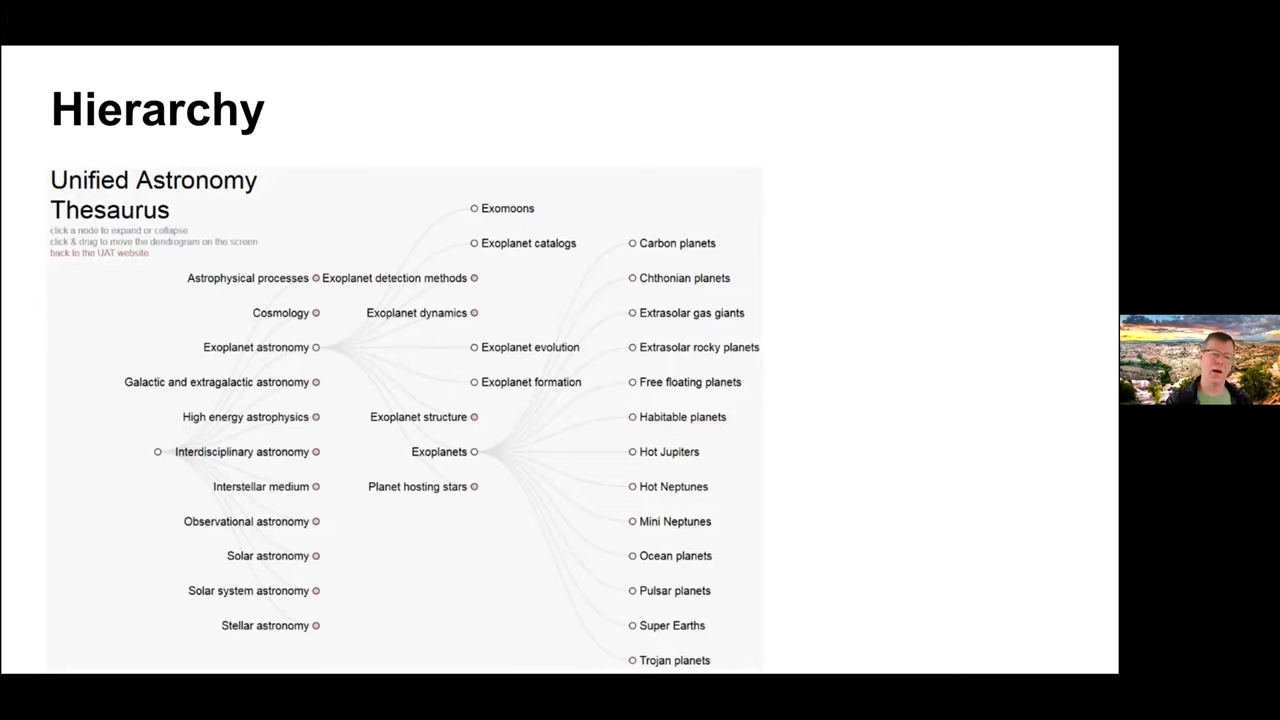 Hierarchy
Unified Astronomy
Thesaurus
click a node to expand or collapse
click & drag to move the dendrogram on the screen
back to the UAT website
Astrophysical processes
Cosmology
Exoplanet astronomy
Galactic and extragalactic astronomy
High energy astrophysics
Interdisciplinary astronomy
Interstellar medium
Observational astronomy
Solar astronomy
Solar system astronomy
Stellar astronomy
Exomoons
Exoplanet catalogs
Exoplanet detection methods
Exoplanet dynamics
Exoplanet evolution
Exoplanet formation
Exoplanet structure
Exoplanets
Planet hosting stars
Carbon planets
Chthonian planets
Extrasolar gas giants
Extrasolar rocky planets
Free floating planets
Habitable planets
Hot Jupiters
Hot Neptunes
Mini Neptunes
Ocean planets
Pulsar planets
Super Earths
Trojan planets